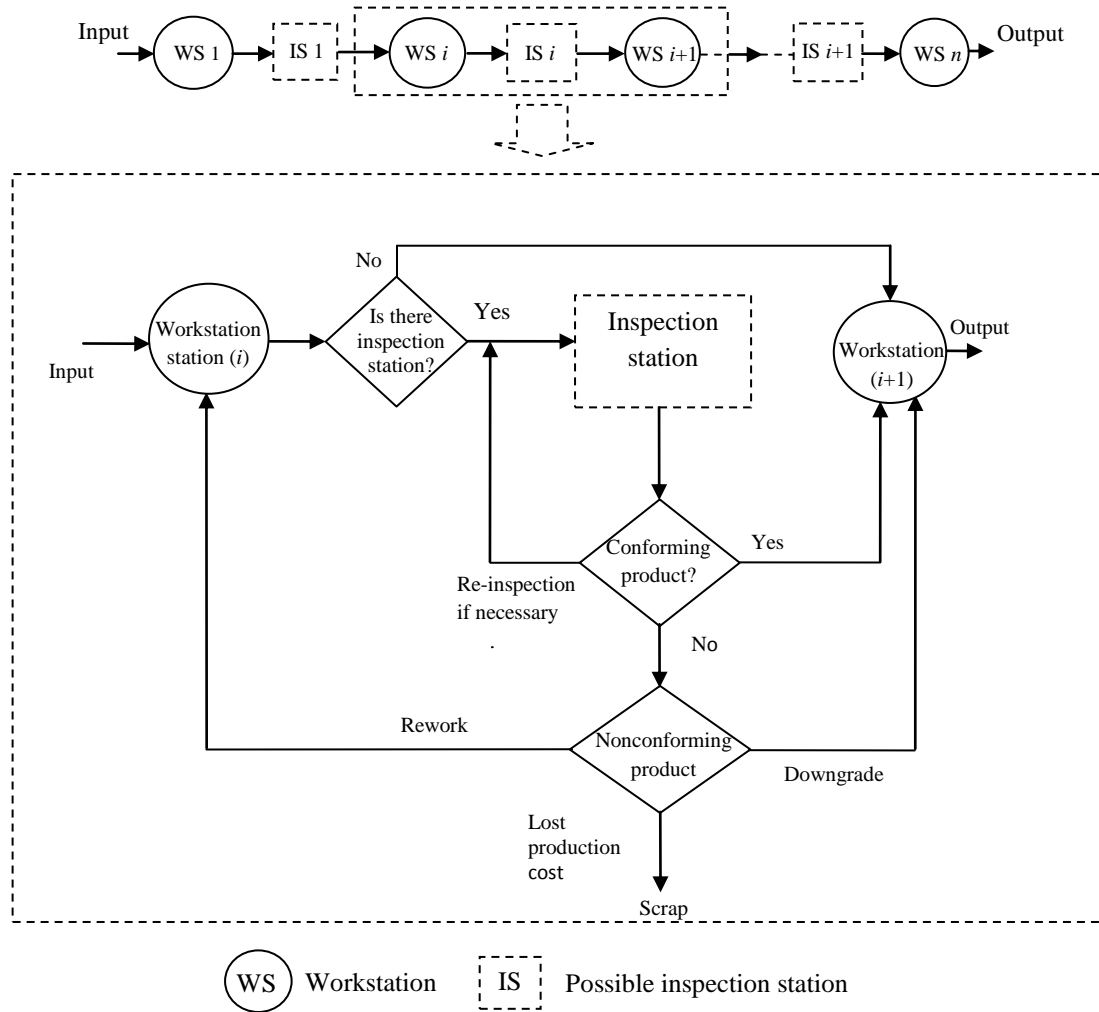 Input
WS 1
IS 1
WS i
IS i
WS i+1
IS i+1
WS n
Output
No
Is there
inspection
station?
Yes
Inspection
station
Workstation
station (i)
Input
Workstation
(i+1)
Output
Conforming
product?
Yes
Re-inspection
if necessary
.
No
Rework
Nonconforming
product
Downgrade
Lost
production
cost
Scrap
WS
Workstation
IS
Possible inspection station